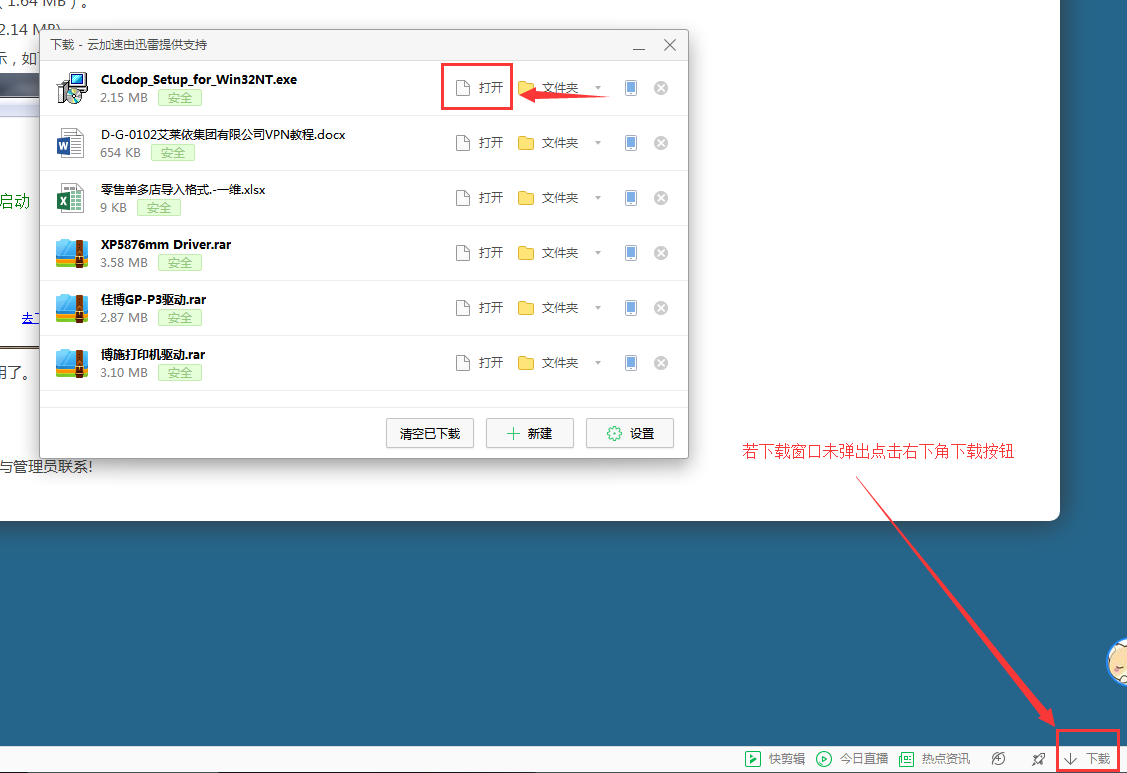 ( 1.64 MB ) 。
2.14 MB)
示，如
下载 - 云加速由迅雷提供支持
CLodop_Setup_for_Win32NT.exe
2.15 MB 安全
打开 文件夹
D-G-0102艾莱依集团有限公司VPN教程.docx
654 KB 安全
打开 文件夹
零售单多店导入格式.-一维.xlsx
9 KB 安全
打开 文件夹
启动
XP5876mm Driver.rar
3.58 MB 安全
打开 文件夹
佳博GP-P3驱动.rar
2.87 MB 安全
打开 文件夹
去
博施打印机驱动.rar
3.10 MB 安全
打开 文件夹
用了。
清空已下载 新建 设置
与管理员联系!
若下载窗口未弹出点击右下角下载按钮
快剪辑 今日直播 热点资讯 下载